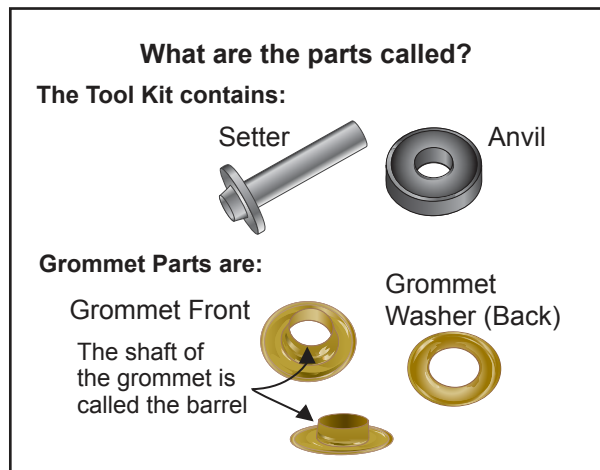 What are the parts called?
The Tool Kit contains:
Setter
Anvil
Grommet Parts are:
Grommet Front
Grommet
Washer (Back)
The shaft of
the grommet is
called the barrel